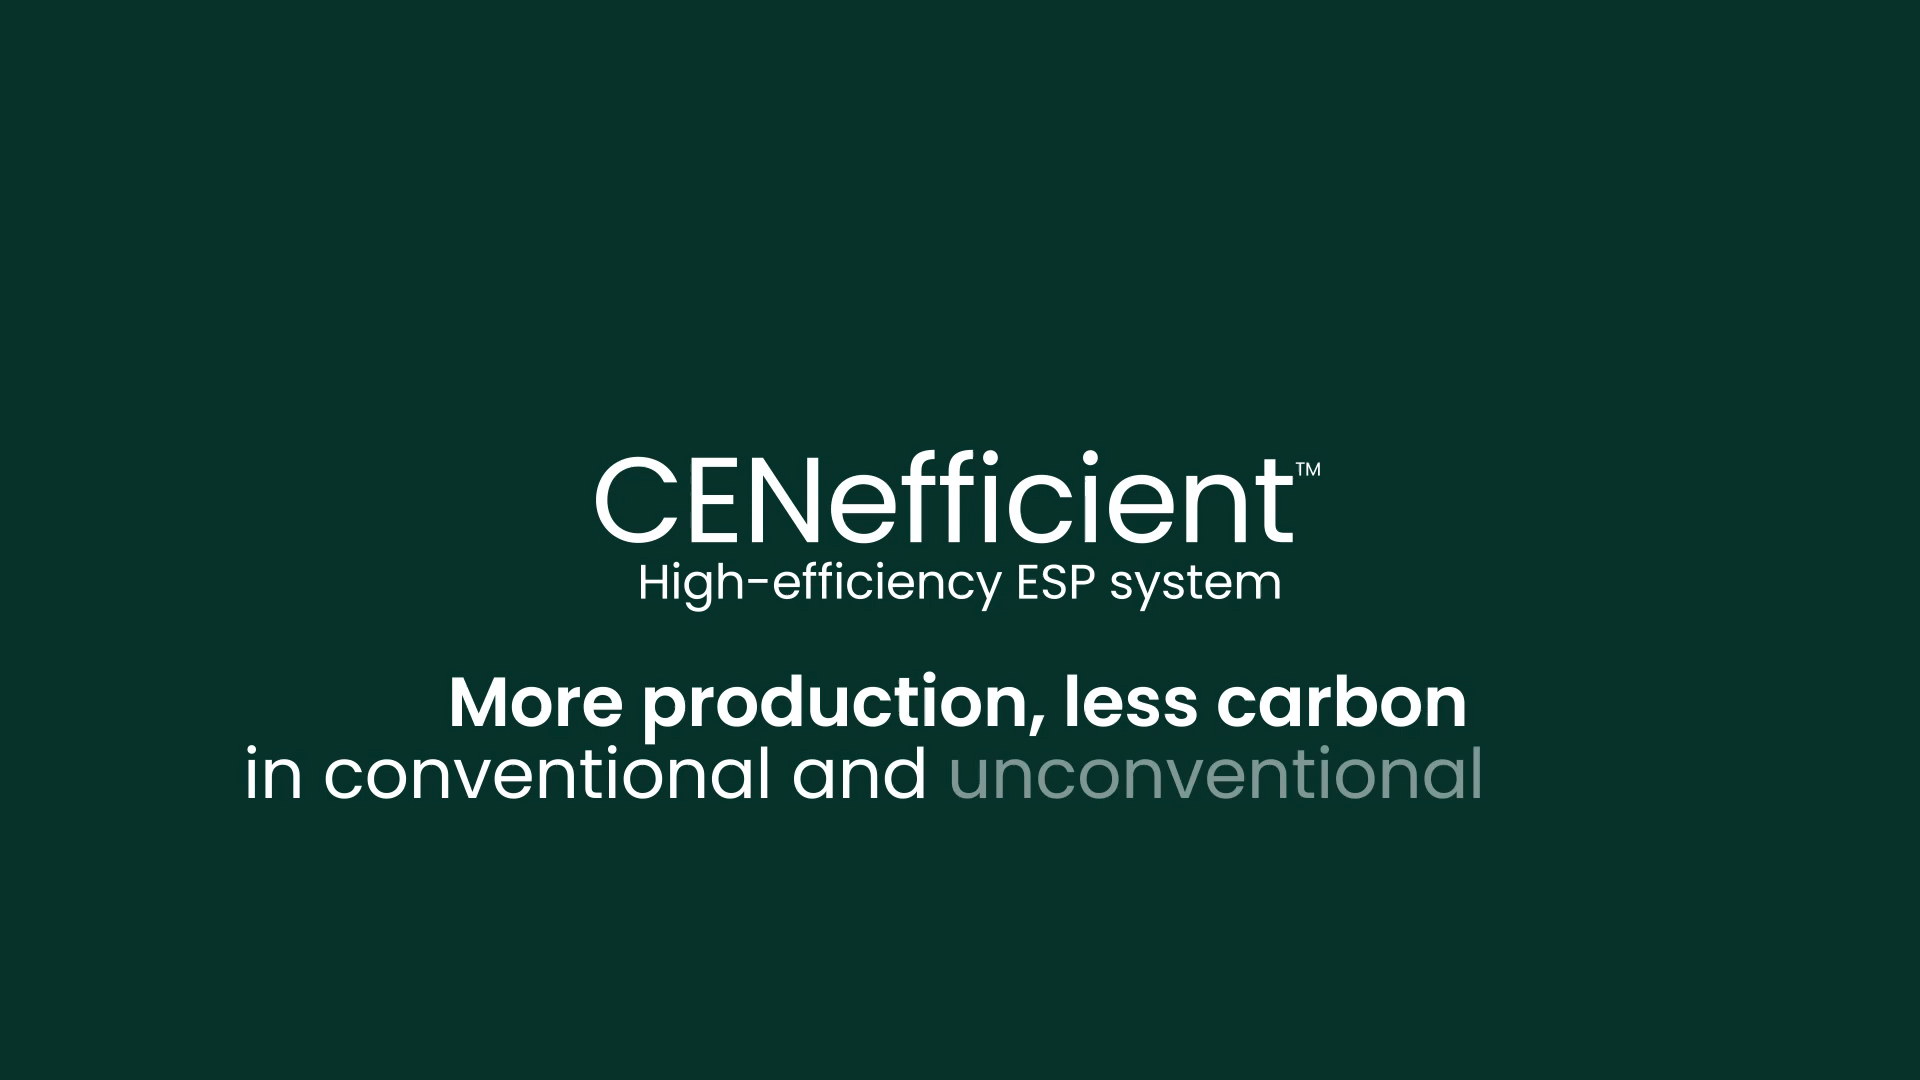 CENefficient™
High-efficiency ESP system
More production, less carbon
in conventional and unconventional